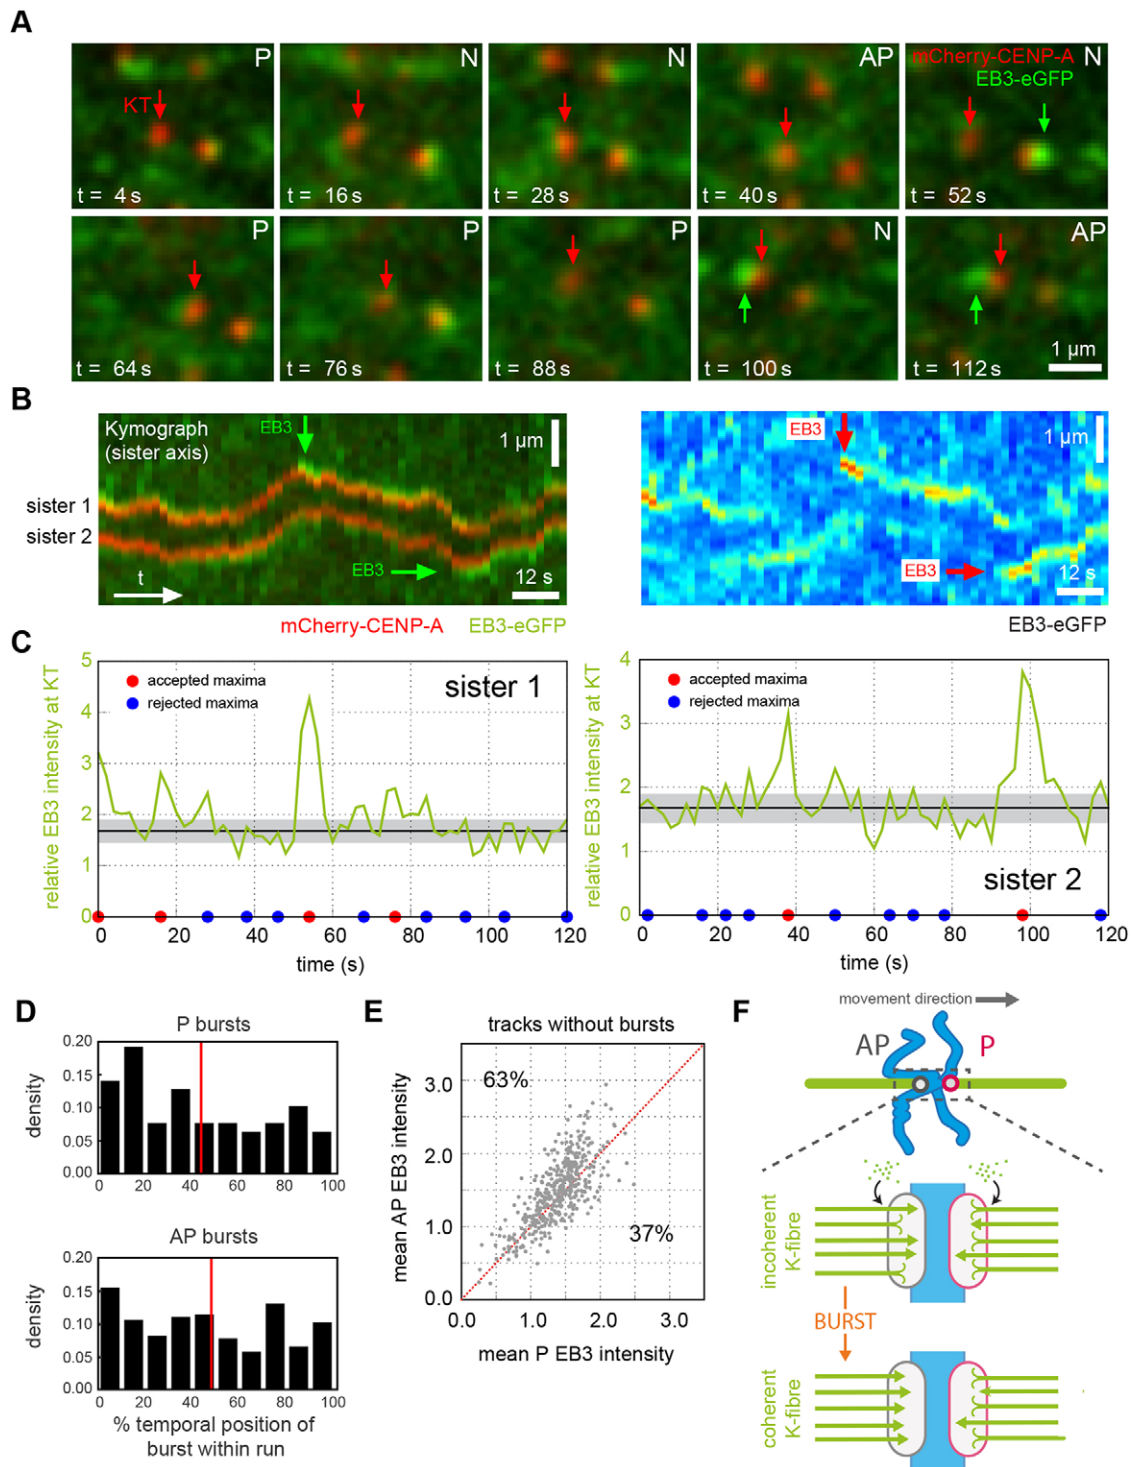 A
P
N
N
AP
mCherry-CENP-A N
EB3-eGFP
KT
t = 4 s
t = 16 s
t = 28 s
t = 40 s
t = 52 s
P
P
P
N
AP
t = 64 s
t = 76 s
t = 88 s
t = 100 s
t = 112 s
1 µm
B
Kymograph
(sister axis)
EB3
1 µm
sister 1
sister 2
EB3
t
12 s
mCherry-CENP-A EB3-eGFP
EB3
1 µm
EB3
12 s
EB3-eGFP
C
relative EB3 intensity at KT
5
4
3
2
1
0
accepted maxima
rejected maxima
sister 1
0 20 40 60 80 100 120
time (s)
relative EB3 intensity at KT
4
3
2
1
0
accepted maxima
rejected maxima
sister 2
0 20 40 60 80 100 120
time (s)
D
P bursts
density
0.20
0.15
0.10
0.05
0.00
0 20 40 60 80 100
AP bursts
density
0.20
0.15
0.10
0.05
0.00
0 20 40 60 80 100
% temporal position of
burst within run
E
tracks without bursts
mean AP EB3 intensity
3.0
2.0
1.0
0.0
63%
37%
0.0 1.0 2.0 3.0
mean P EB3 intensity
F
movement direction
AP
P
incoherent
K-fibre
BURST
coherent
K-fibre